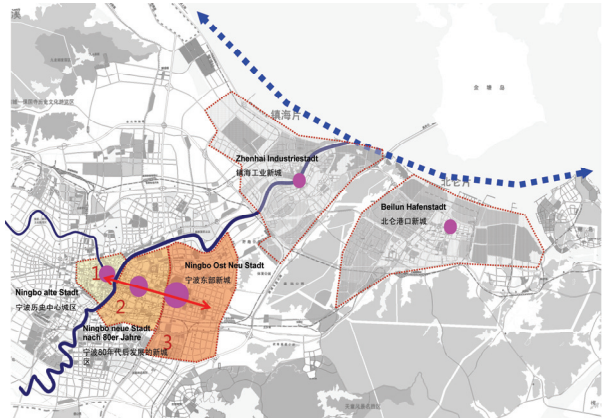 溪
镇海片
Zhenhai Industriestadt
镇海工业新城
北仑片
Beilun Hafenstadt
北仑港口新城
Ningbo Ost Neu Stadt
宁波东部新城
1
Ningbo alte Stadt
宁波历史中心城区
2
Ningbo neue Stadt
nach 80er Jahre
宁波80年代后发展的新城
区
3